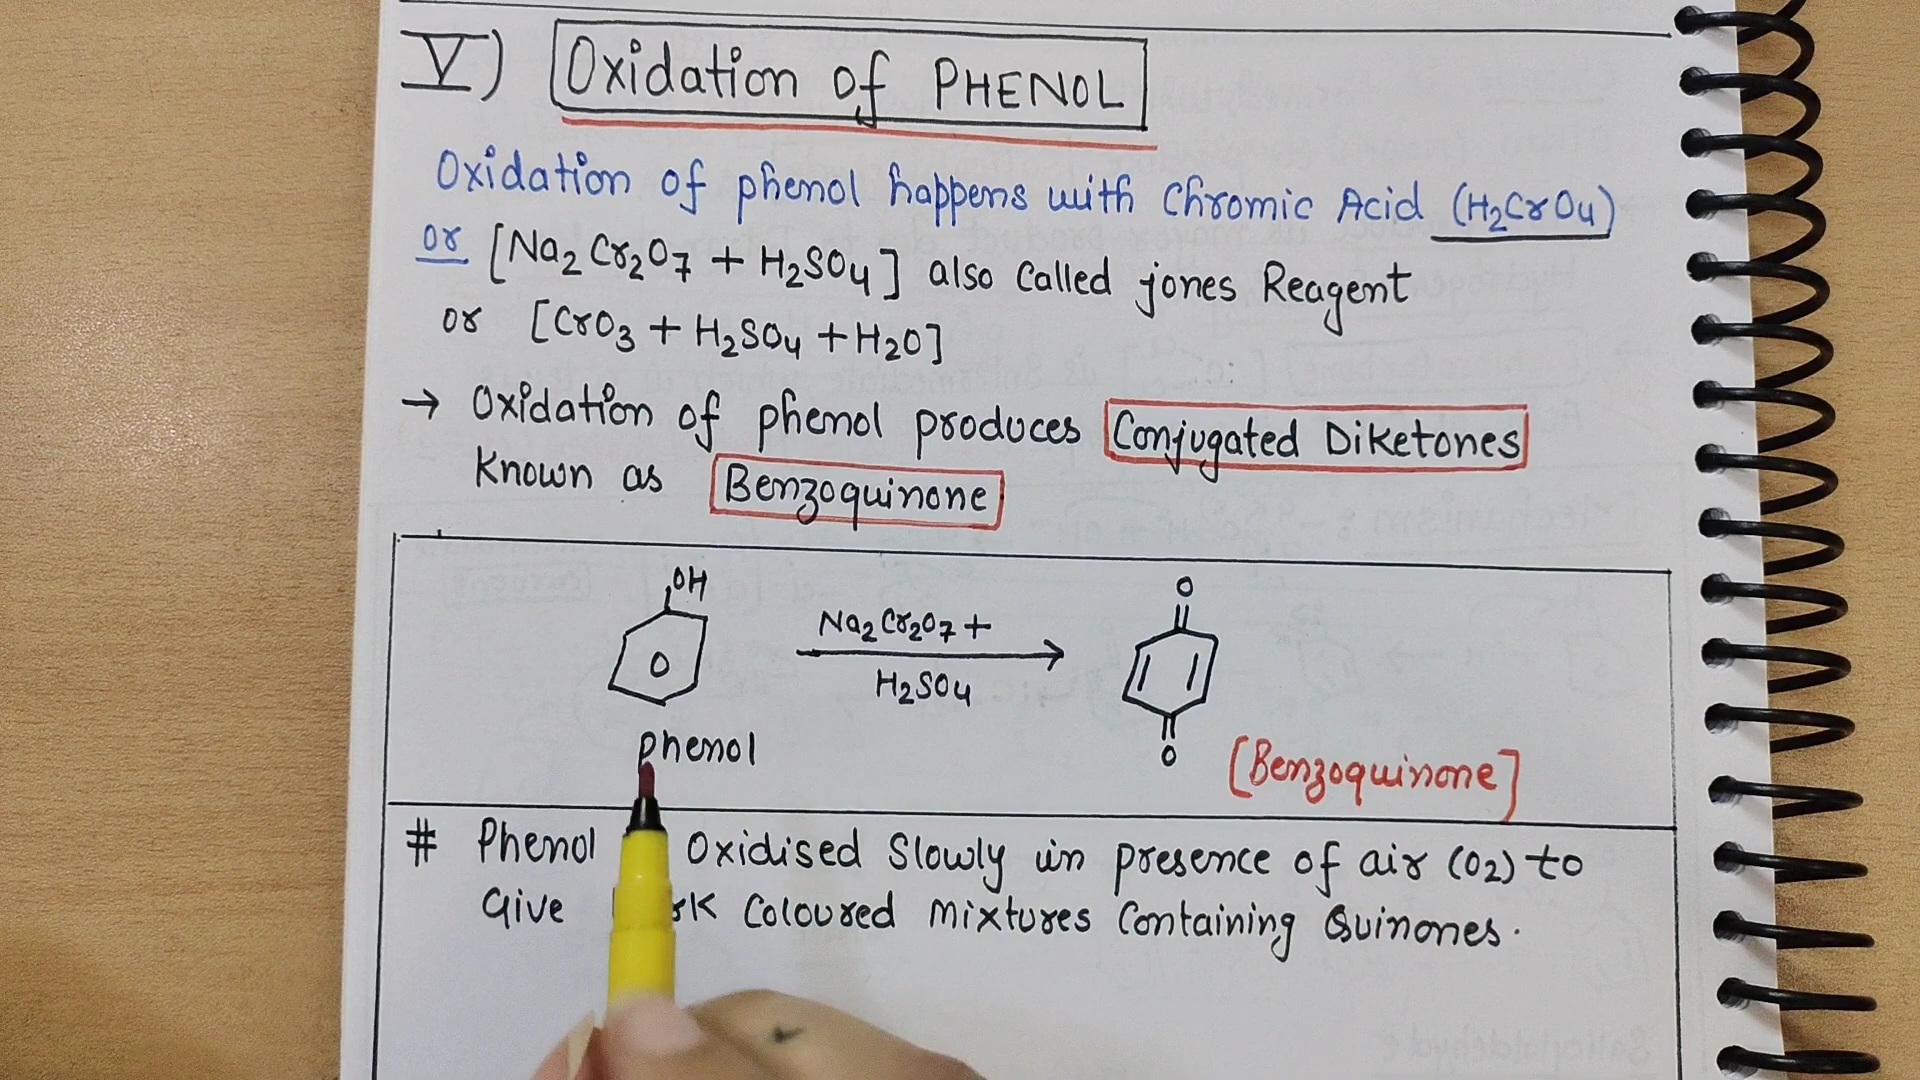 V) Oxidation of PHENOL
Oxidation of phenol happens with Chromic Acid (H2CrO4)
or [Na2Cr2O7 + H2SO4] also called jones Reagent
or [CrO3 + H2SO4 + H2O]
→ Oxidation of phenol produces Conjugated Diketones
Known as Benzoquinone
OH
O
Na2Cr2O7 +
H2SO4
O
phenol
[Benzoquinone]
# Phenol Oxidised Slowly in presence of air (O2) to
Give Coloured mixtures Containing Quinones.